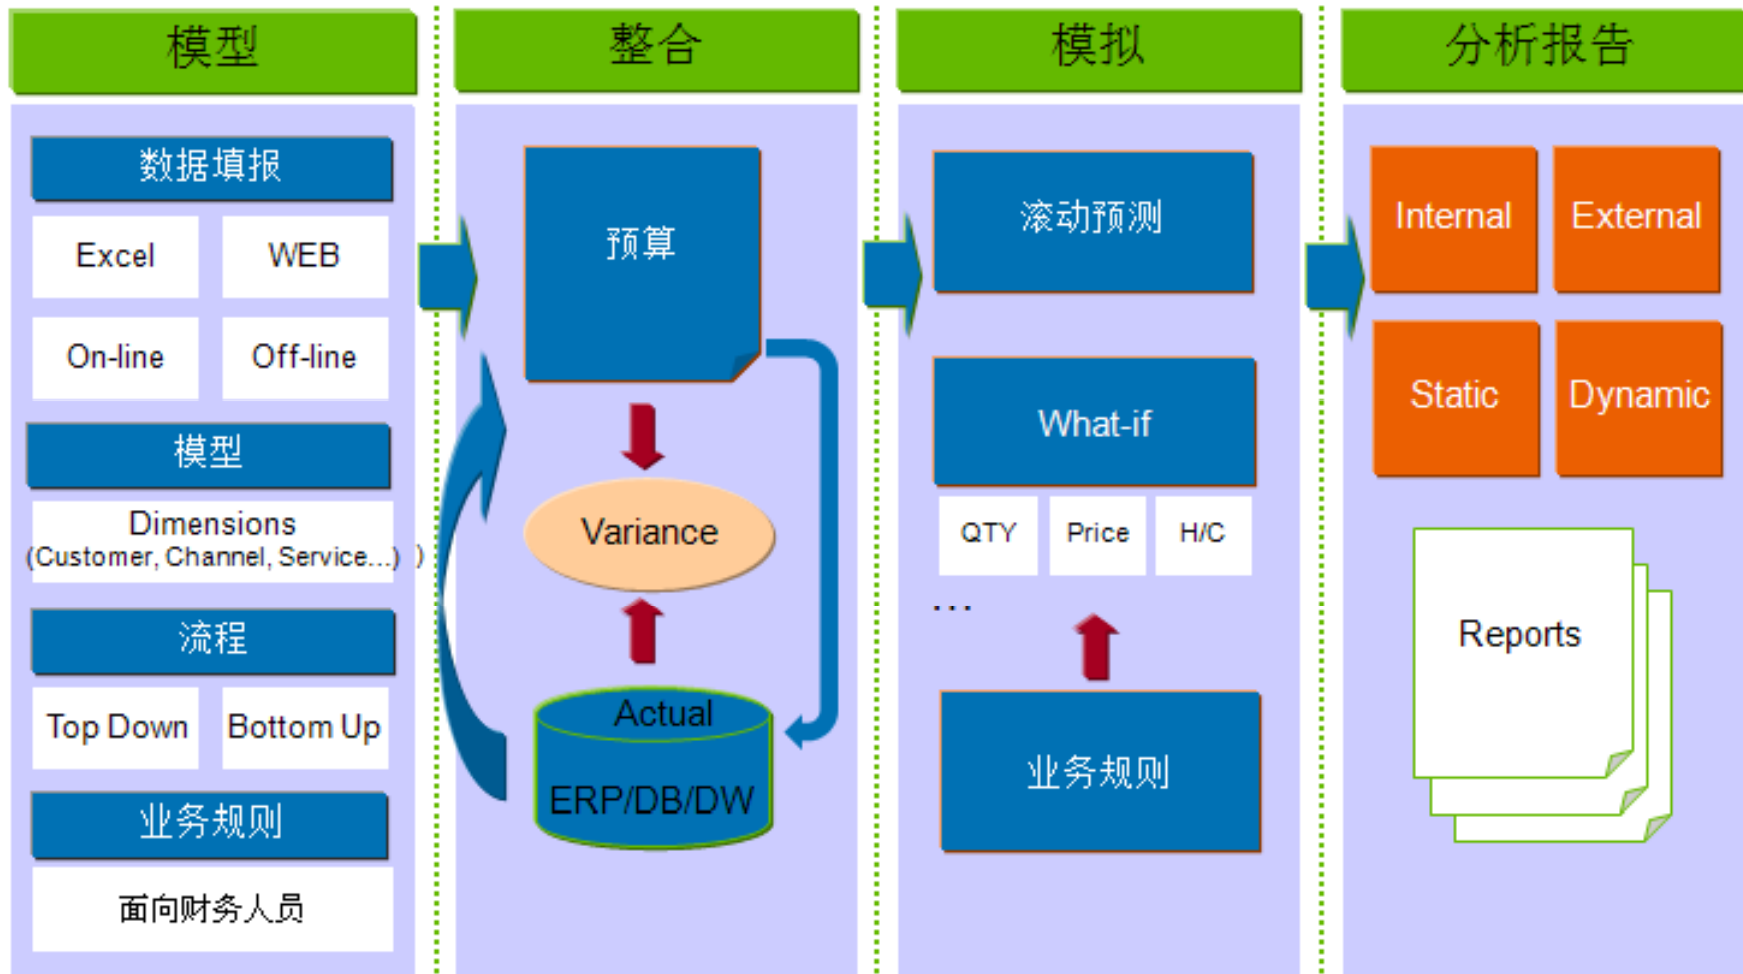 模型
数据填报
Excel
WEB
On-line
Off-line
模型
Dimensions
(Customer, Channel, Service...) )
流程
Top Down
Bottom Up
业务规则
面向财务人员
整合
预算
Variance
Actual
ERP/DB/DW
模拟
滚动预测
What-if
QTY
Price
H/C
...
业务规则
分析报告
Internal
External
Static
Dynamic
Reports